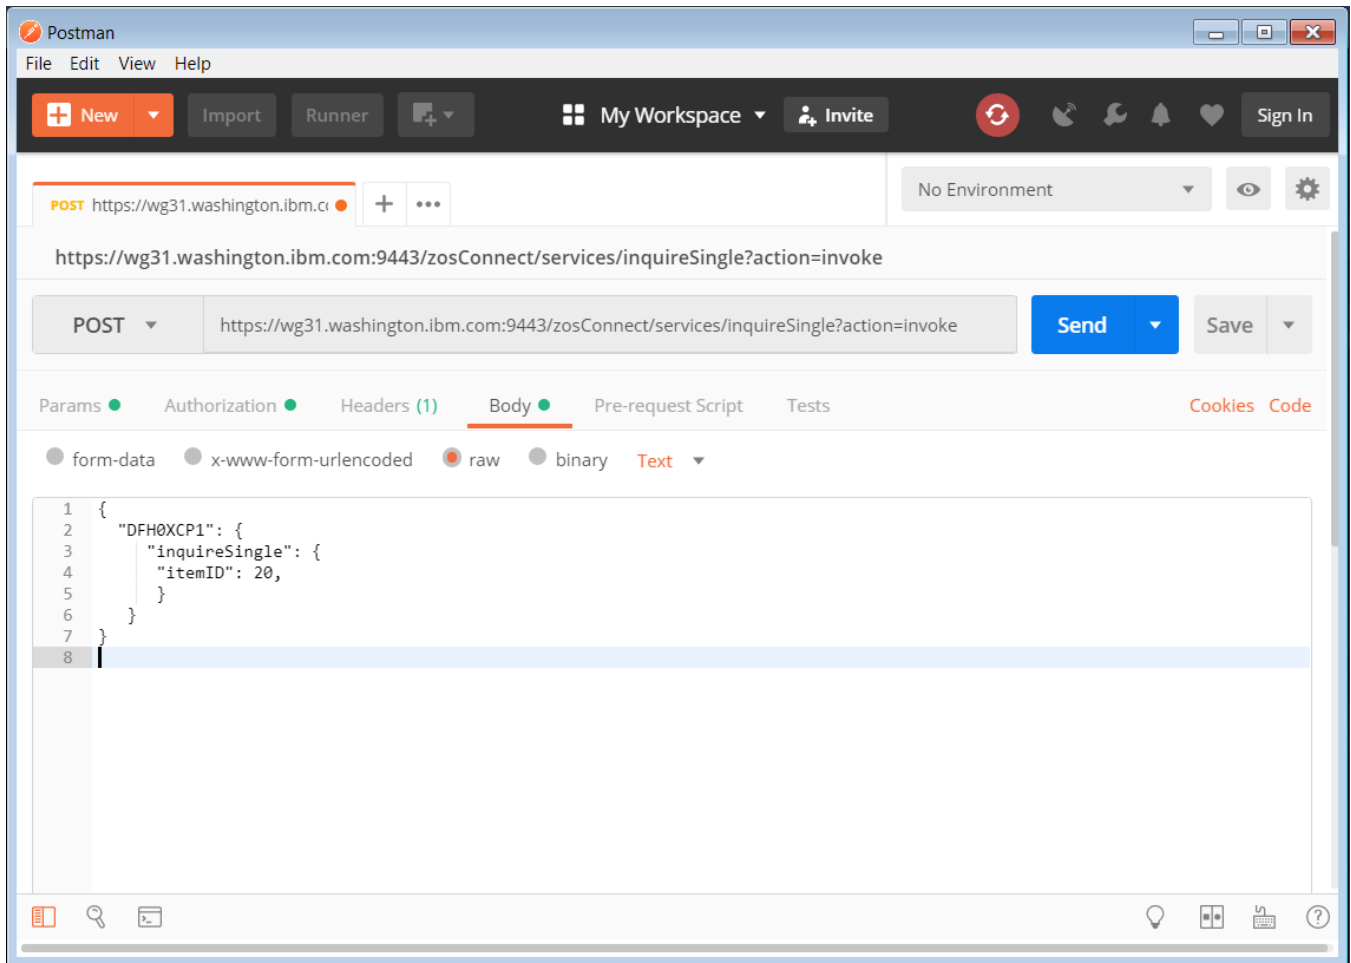 Postman
File Edit View Help
New Import Runner My Workspace Invite Sign In
POST https://wg31.washington.ibm.c No Environment
https://wg31.washington.ibm.com:9443/zosConnect/services/inquireSingle?action=invoke
POST https://wg31.washington.ibm.com:9443/zosConnect/services/inquireSingle?action=invoke Send Save
Params Authorization Headers (1) Body Pre-request Script Tests Cookies Code
form-data x-www-form-urlencoded raw binary Text
1 {
2 "DFH0XCP1": {
3 "inquireSingle": {
4 "itemID": 20,
5 }
6 }
7 }
8